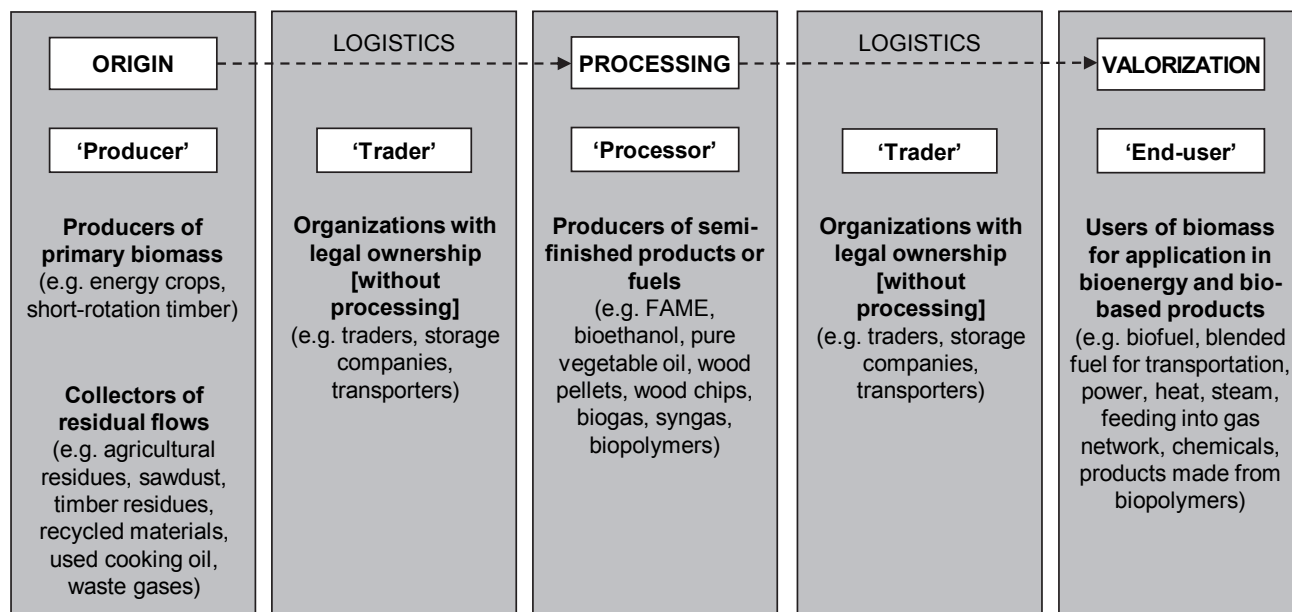 ORIGIN
‘Producer’
Producers of
primary biomass
(e.g. energy crops,
short-rotation timber)
Collectors of
residual flows
(e.g. agricultural
residues, sawdust,
timber residues,
recycled materials,
used cooking oil,
waste gases)
LOGISTICS
‘Trader’
Organizations with
legal ownership
[without
processing]
(e.g. traders, storage
companies,
transporters)
PROCESSING
‘Processor’
Producers of semi-
finished products or
fuels
(e.g. FAME,
bioethanol, pure
vegetable oil, wood
pellets, wood chips,
biogas, syngas,
biopolymers)
LOGISTICS
‘Trader’
Organizations with
legal ownership
[without
processing]
(e.g. traders, storage
companies,
transporters)
VALORIZATION
‘End-user’
Users of biomass
for application in
bioenergy and bio-
based products
(e.g. biofuel, blended
fuel for transportation,
power, heat, steam,
feeding into gas
network, chemicals,
products made from
biopolymers)